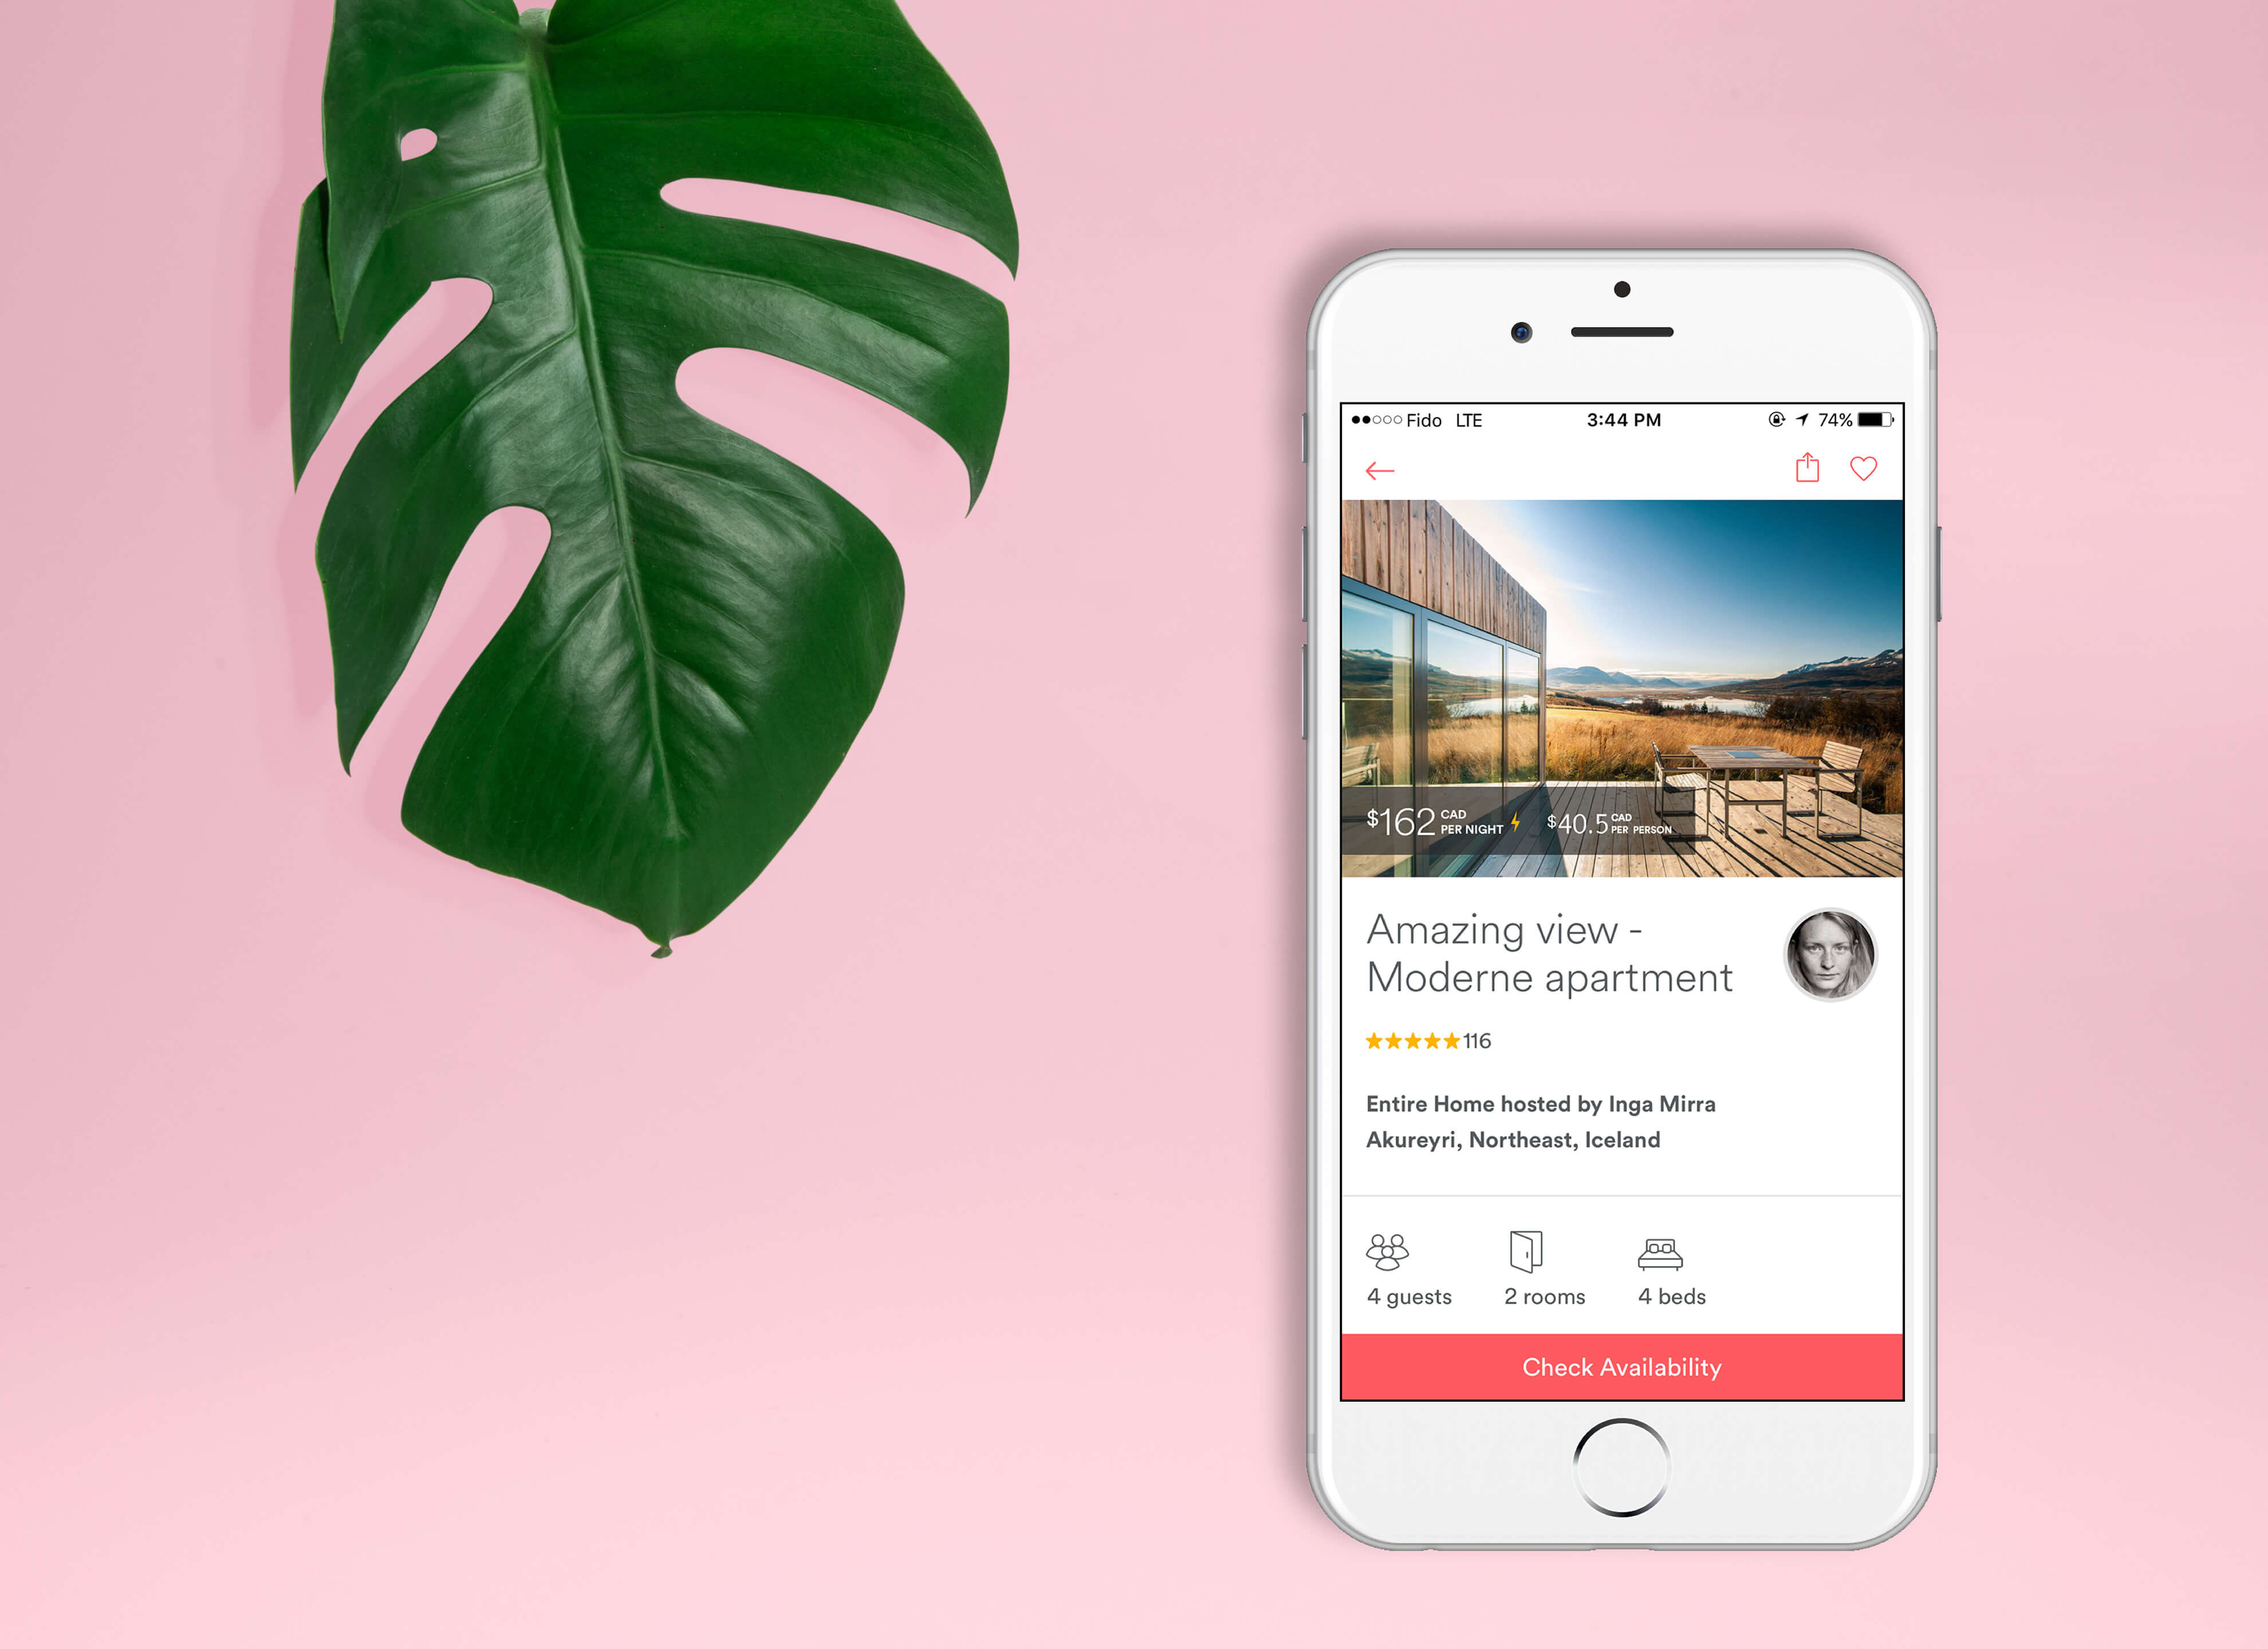 Fido LTE 3:44 PM 74%
$162 CAD PER NIGHT $40.5 CAD PER PERSON
Amazing view -
Moderne apartment
116
Entire Home hosted by Inga Mirra
Akureyri, Northeast, Iceland
4 guests 2 rooms 4 beds
Check Availability